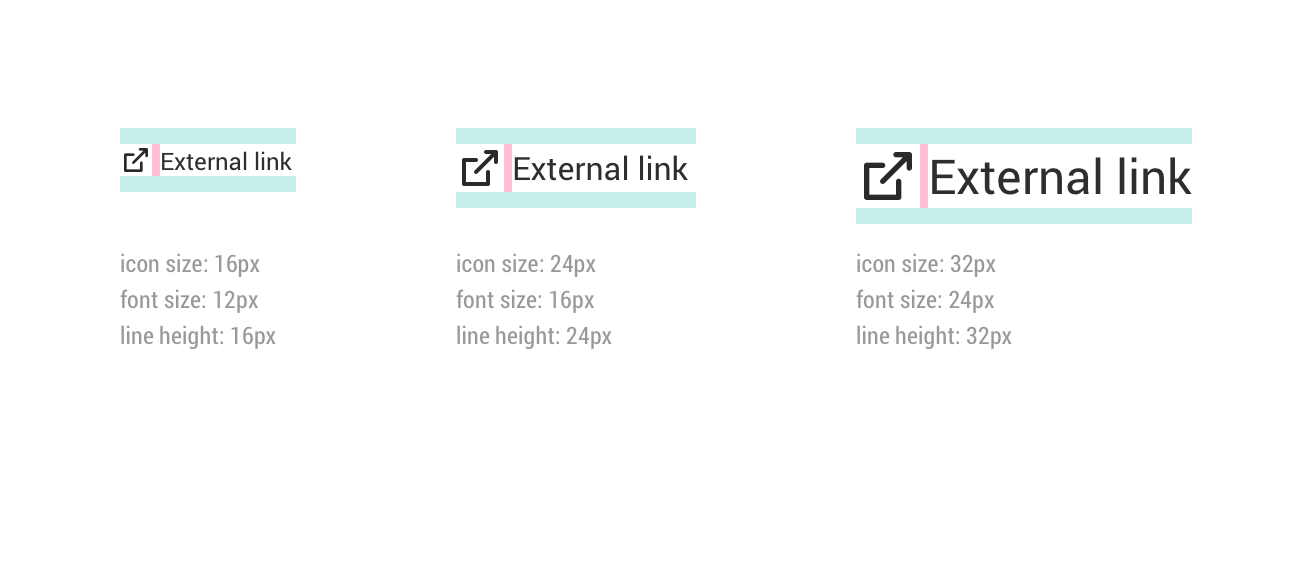 External link
icon size: 16px
font size: 12px
line height: 16px
External link
icon size: 24px
font size: 16px
line height: 24px
External link
icon size: 32px
font size: 24px
line height: 32px